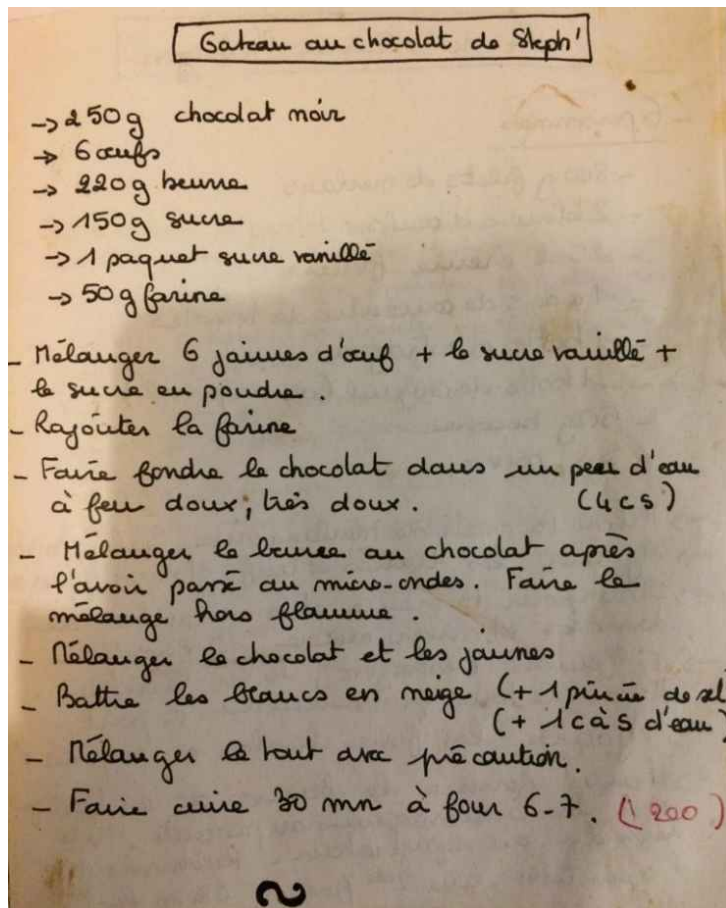 Gateau au chocolat de Steph'
-> 250g chocolat noir
-> 6 œufs
-> 220g beurre
-> 150g sucre
-> 1 paquet sucre vanillé
-> 50g farine
- Mélanger 6 jaunes d'œuf + le sucre vanillé +
le sucre en poudre.
- Rajouter la farine
- Faire fondre le chocolat dans un peu d'eau
à feu doux, très doux. (4cs)
- Mélanger le beurre au chocolat après
l'avoir passé au micro-ondes. Faire le
mélange hors flamme.
- Mélanger le chocolat et les jaunes
- Battre les blancs en neige (+ 1 pincée de sel)
(+ 1 c à s d'eau)
- Mélanger le tout avec précaution.
- Faire cuire 30 mn à four 6-7. (200)
2